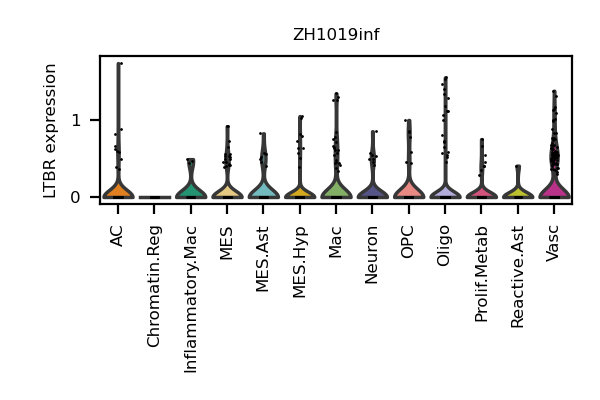 ZH1019inf
LTBR expression
1
0
AC
Chromatin.Reg
Inflammatory.Mac
MES
MES.Ast
MES.Hyp
Mac
Neuron
OPC
Oligo
Prolif.Metab
Reactive.Ast
Vasc